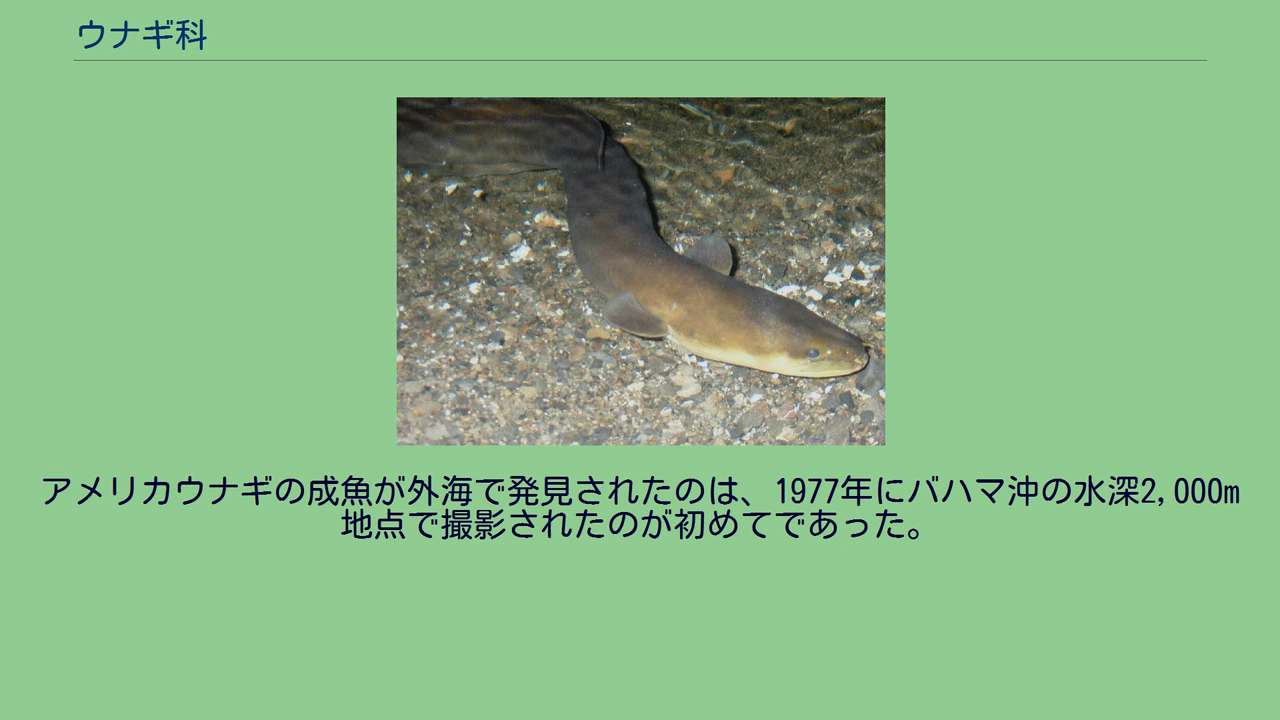 ウナギ科
アメリカウナギの成魚が外海で発見されたのは、1977年にバハマ沖の水深2,000m
地点で撮影されたのが初めてであった。